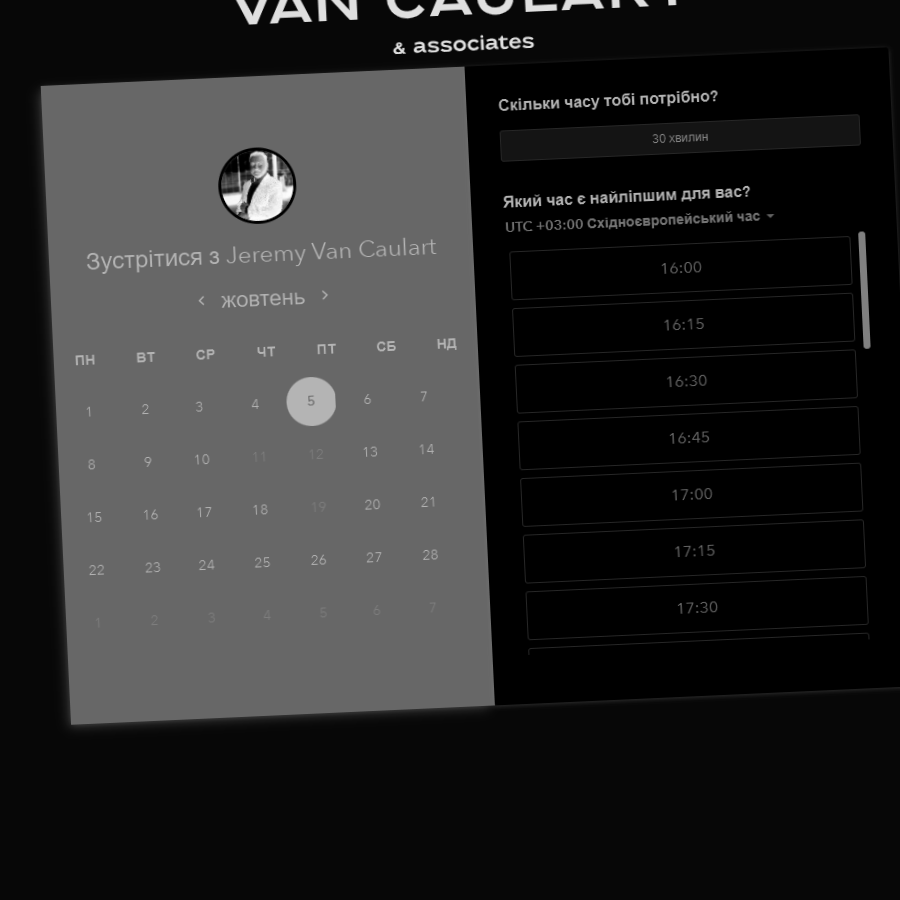 VAN CAULART
& associates
Зустрітися з Jeremy Van Caulart
жовтень
ПН ВТ СР ЧТ ПТ СБ НД
1 2 3 4 5 6 7
8 9 10 11 12 13 14
15 16 17 18 19 20 21
22 23 24 25 26 27 28
1 2 3 4 5 6 7
Скільки часу тобі потрібно?
30 хвилин
Який час є найліпшим для вас?
UTC +03:00 Східноєвропейський час
16:00
16:15
16:30
16:45
17:00
17:15
17:30